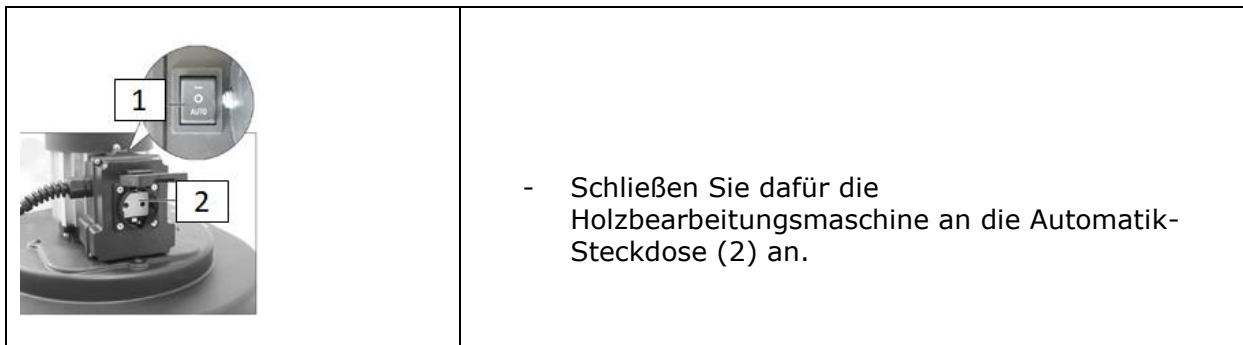 1
O
AUTO
2
- Schließen Sie dafür die
Holzbearbeitungsmaschine an die Automatik-
Steckdose (2) an.